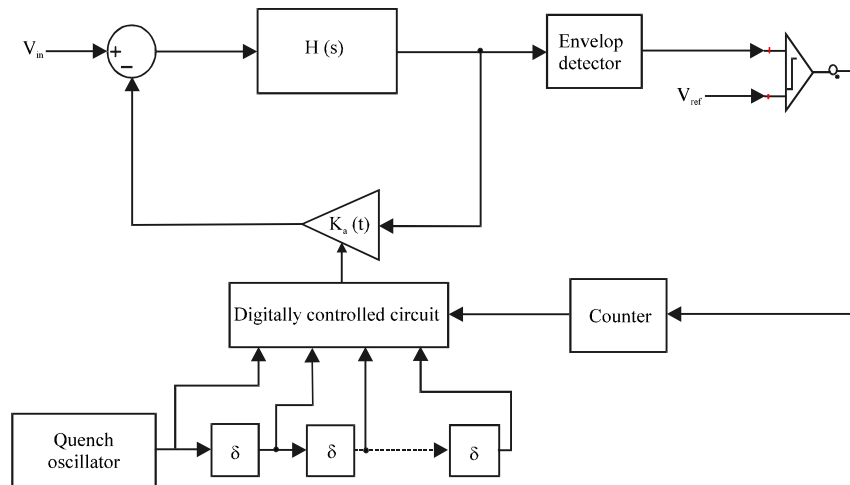 V_in
+
−
H (s)
Envelop
detector
+
V_ref
+
K_a (t)
Digitally controlled circuit
Counter
Quench
oscillator
δ
δ
δ